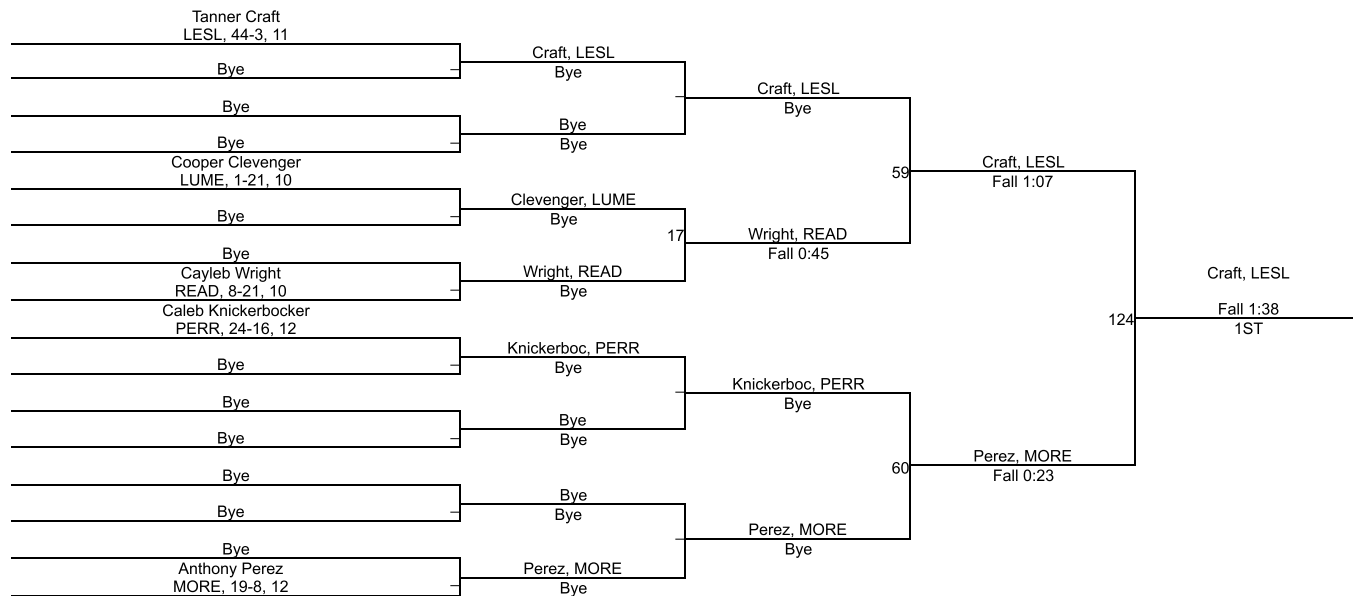 Tanner Craft
LESL, 44-3, 11
Bye
Bye
Bye
Cooper Clevenger
LUME, 1-21, 10
Bye
Bye
Cayleb Wright
READ, 8-21, 10
Caleb Knickerbocker
PERR, 24-16, 12
Bye
Bye
Bye
Bye
Bye
Bye
Anthony Perez
MORE, 19-8, 12
Craft, LESL
Bye
Bye
Bye
Clevenger, LUME
Bye
17
Wright, READ
Bye
Knickerboc, PERR
Bye
Bye
Bye
Bye
Bye
Perez, MORE
Bye
Craft, LESL
Bye
59
Wright, READ
Fall 0:45
Knickerboc, PERR
Bye
60
Perez, MORE
Bye
Craft, LESL
Fall 1:07
124
Perez, MORE
Fall 0:23
Craft, LESL
Fall 1:38
1ST